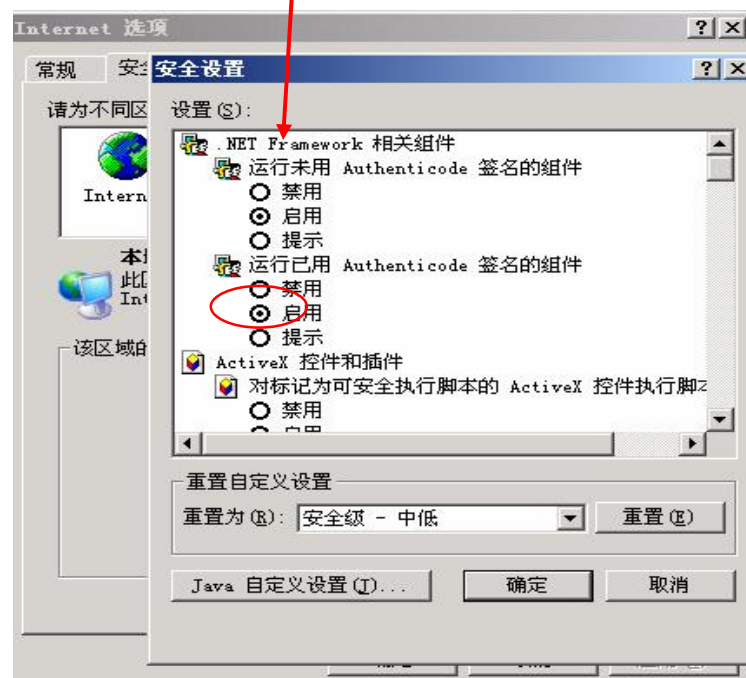 Internet 选项
常规
安全设置
请为不同区
设置(S):
.NET Framework 相关组件
运行未用 Authenticode 签名的组件
禁用
启用
提示
运行已用 Authenticode 签名的组件
禁用
启用
提示
ActiveX 控件和插件
对标记为可安全执行脚本的 ActiveX 控件执行脚
禁用
Intern
此
Int
该区域的
重置自定义设置
重置为(R):
安全级 - 中低
重置(E)
Java 自定义设置(J)...
确定
取消